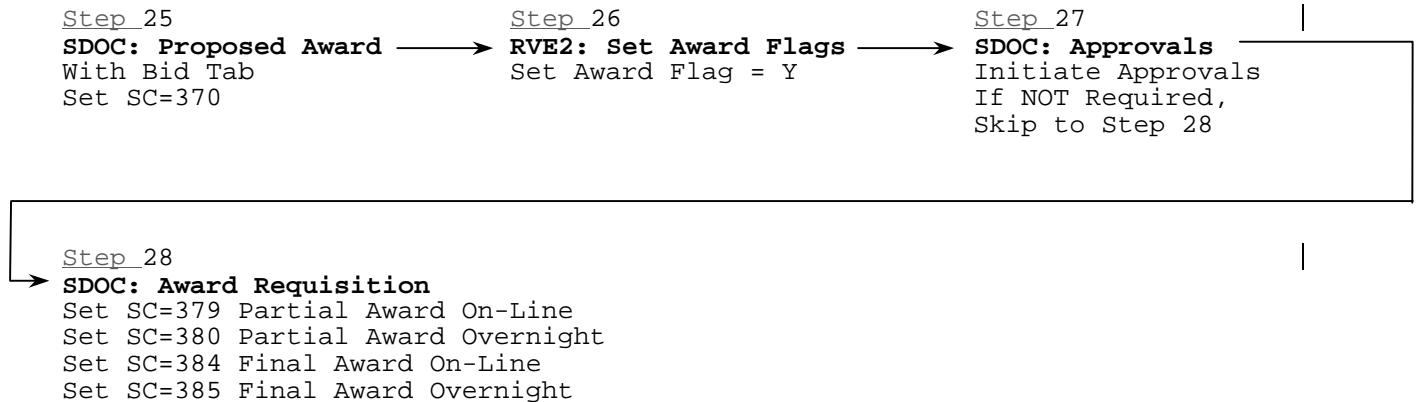 Step 25
SDOC: Proposed Award
With Bid Tab
Set SC=370
Step 26
RVE2: Set Award Flags
Set Award Flag = Y
Step 27
SDOC: Approvals
Initiate Approvals
If NOT Required,
Skip to Step 28
Step 28
SDOC: Award Requisition
Set SC=379 Partial Award On-Line
Set SC=380 Partial Award Overnight
Set SC=384 Final Award On-Line
Set SC=385 Final Award Overnight